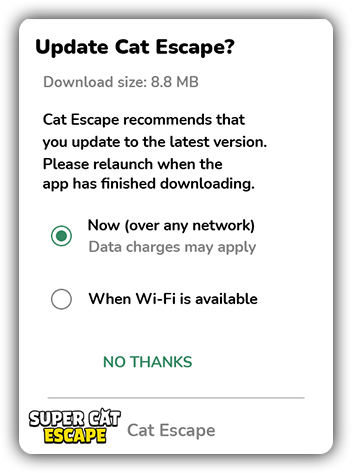 Update Cat Escape?
Download size: 8.8 MB
Cat Escape recommends that
you update to the latest version.
Please relaunch when the
app has finished downloading.
Now (over any network)
Data charges may apply
When Wi-Fi is available
NO THANKS
SUPER CAT
ESCAPE
Cat Escape